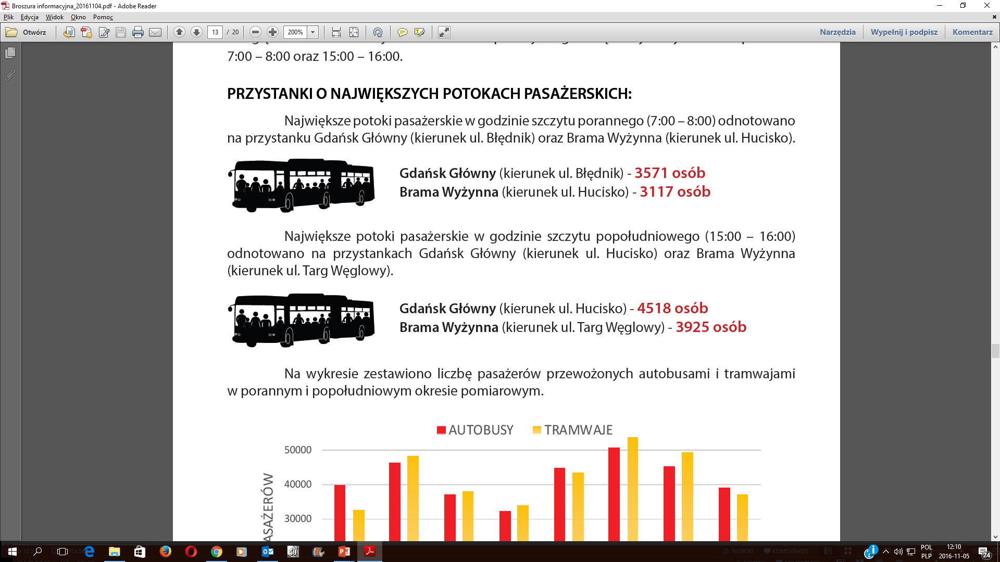 Broszura informacyjna_20161104.pdf - Adobe Reader
Plik Edycja Widok Okno Pomoc
Otwórz 13 / 20 200% Narzędzia Wypełnij i podpisz Komentarz
7:00 – 8:00 oraz 15:00 – 16:00.
PRZYSTANKI O NAJWIĘKSZYCH POTOKACH PASAŻERSKICH:
Największe potoki pasażerskie w godzinie szczytu porannego (7:00 – 8:00) odnotowano
na przystanku Gdańsk Główny (kierunek ul. Błędnik) oraz Brama Wyżynna (kierunek ul. Hucisko).
Gdańsk Główny (kierunek ul. Błędnik) - 3571 osób
Brama Wyżynna (kierunek ul. Hucisko) - 3117 osób
Największe potoki pasażerskie w godzinie szczytu popołudniowego (15:00 – 16:00)
odnotowano na przystankach Gdańsk Główny (kierunek ul. Hucisko) oraz Brama Wyżynna
(kierunek ul. Targ Węglowy).
Gdańsk Główny (kierunek ul. Hucisko) - 4518 osób
Brama Wyżynna (kierunek ul. Targ Węglowy) - 3925 osób
Na wykresie zestawiono liczbę pasażerów przewożonych autobusami i tramwajami
w porannym i popołudniowym okresie pomiarowym.
AUTOBUSY TRAMWAJE
50000
40000
30000
ASAŻERÓW
NOTATKI KOMENTARZE
POL
PLP
12:10
2016-11-05
24